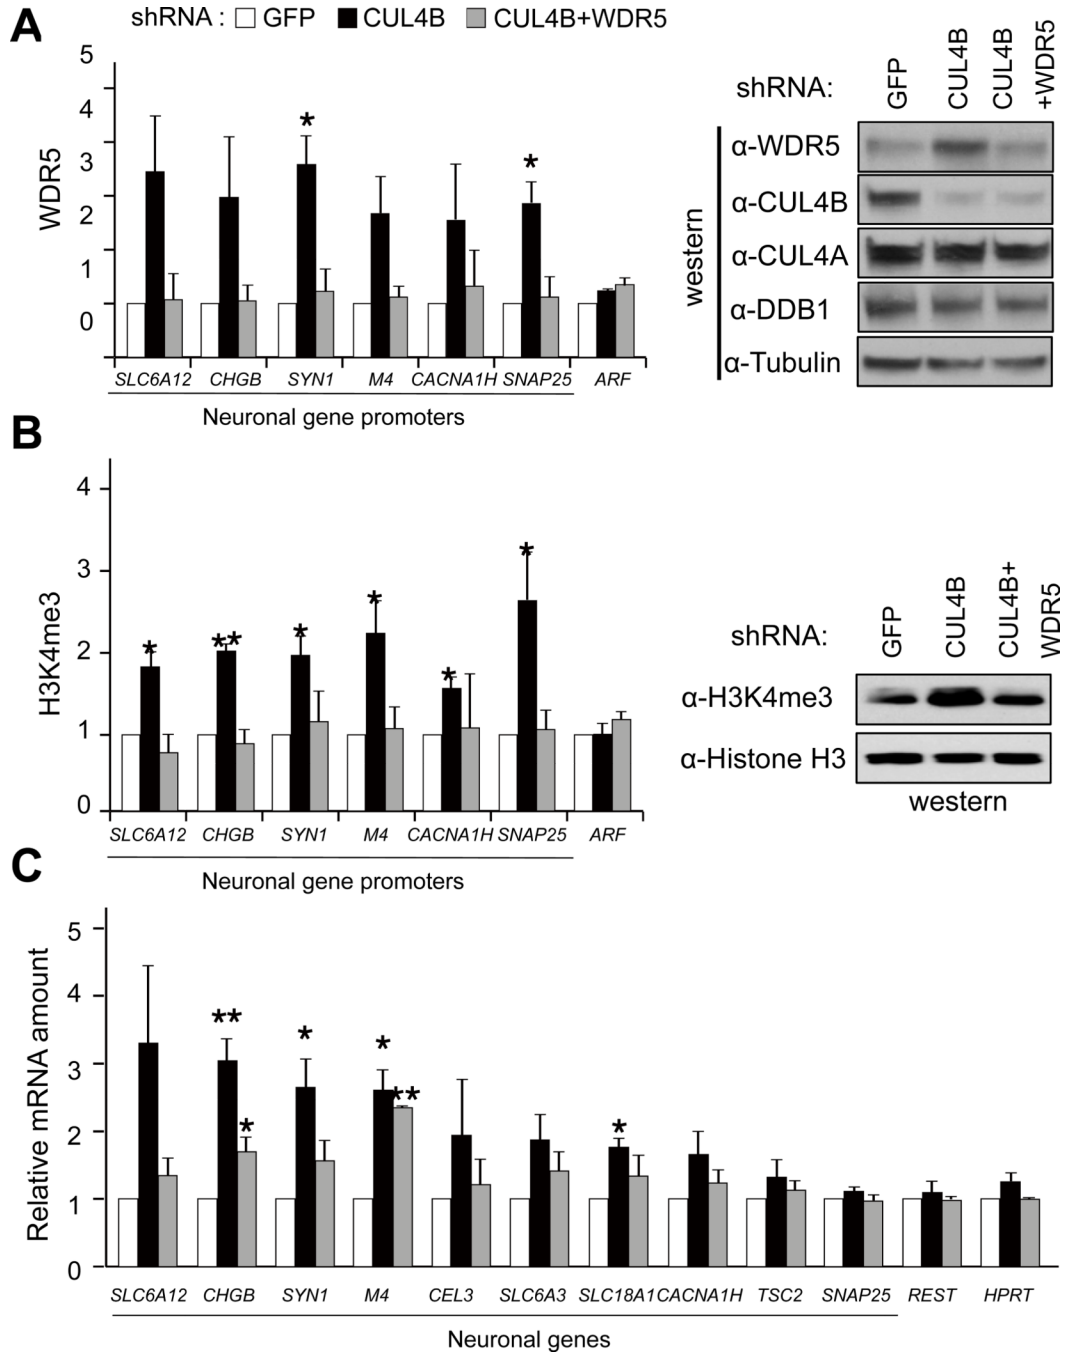 A
shRNA : GFP CUL4B CUL4B+WDR5
WDR5
5
4
3
2
1
0
SLC6A12 CHGB SYN1 M4 CACNA1H SNAP25 ARF
Neuronal gene promoters
*
*
shRNA:
GFP
CUL4B
CUL4B
+WDR5
western
α-WDR5
α-CUL4B
α-CUL4A
α-DDB1
α-Tubulin
B
H3K4me3
4
3
2
1
0
*
**
*
*
*
*
SLC6A12 CHGB SYN1 M4 CACNA1H SNAP25 ARF
Neuronal gene promoters
shRNA:
GFP
CUL4B
CUL4B+
WDR5
α-H3K4me3
α-Histone H3
western
C
Relative mRNA amount
5
4
3
2
1
0
**
*
*
*
**
*
SLC6A12 CHGB SYN1 M4 CEL3 SLC6A3 SLC18A1 CACNA1H TSC2 SNAP25 REST HPRT
Neuronal genes